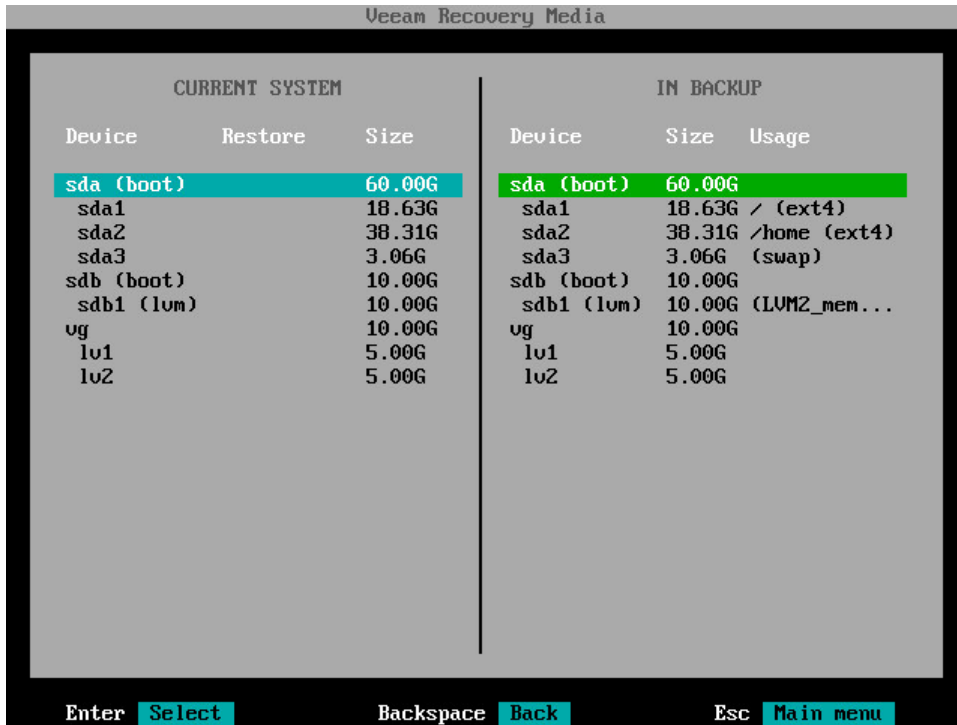 Veeam Recovery Media
CURRENT SYSTEM IN BACKUP
Device Restore Size Device Size Usage
sda (boot) 60.00G sda (boot) 60.00G
sda1 18.63G sda1 18.63G / (ext4)
sda2 38.31G sda2 38.31G /home (ext4)
sda3 3.06G sda3 3.06G (swap)
sdb (boot) 10.00G sdb (boot) 10.00G
sdb1 (lvm) 10.00G sdb1 (lvm) 10.00G (LVM2_mem...
vg 10.00G vg 10.00G
lv1 5.00G lv1 5.00G
lv2 5.00G lv2 5.00G
Enter Select Backspace Back Esc Main menu